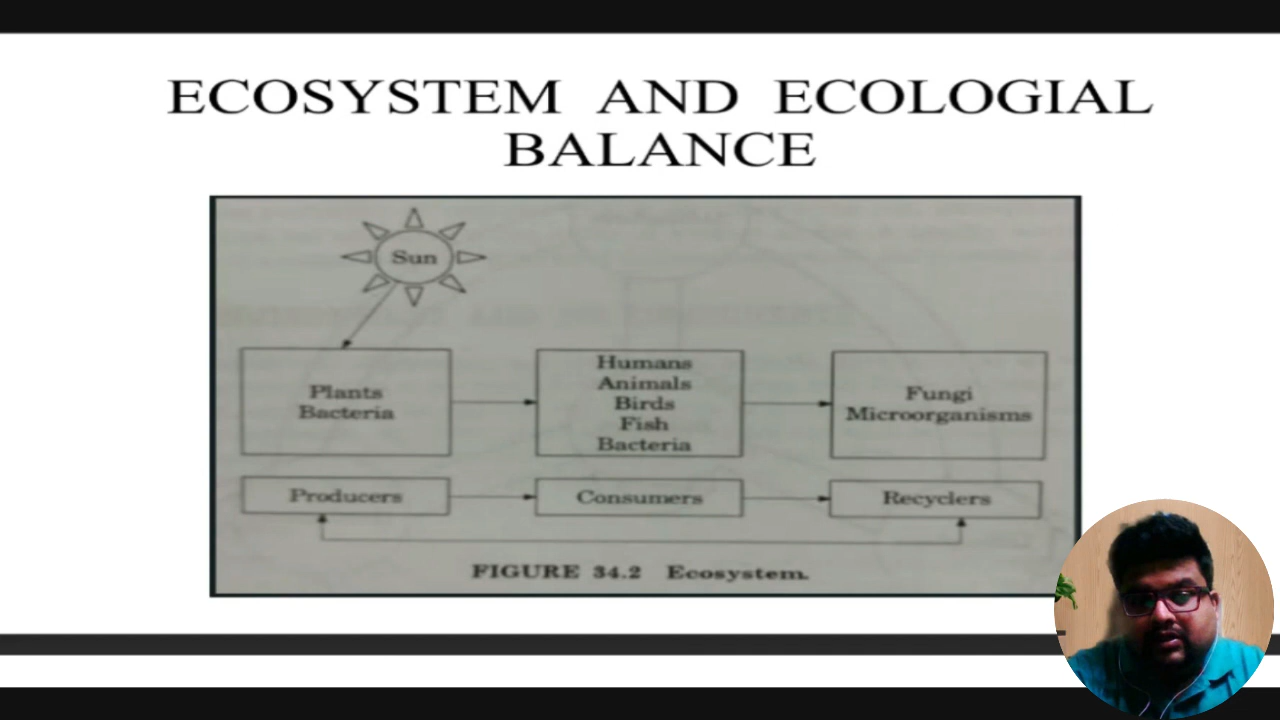 ECOSYSTEM AND ECOLOGIAL
BALANCE
Sun
Plants
Bacteria
Humans
Animals
Birds
Fish
Bacteria
Fungi
Microorganisms
Producers
Consumers
Recyclers
FIGURE 34.2 Ecosystem.